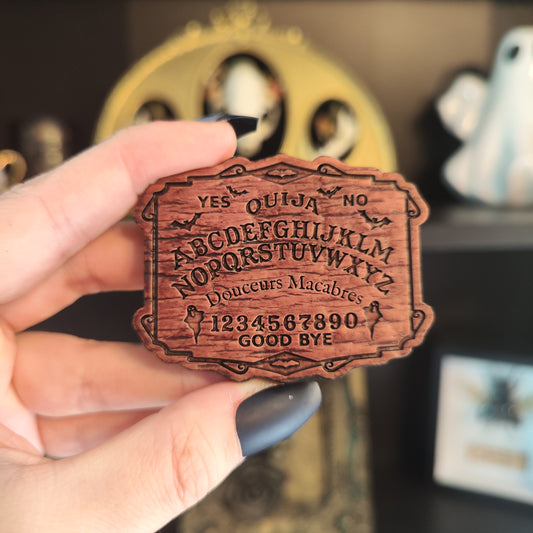 YES OUIJA NO
ABCDEFGHIJKLM
NOPQRSTUVWXYZ
Douceurs Macabres
1234567890
GOOD BYE